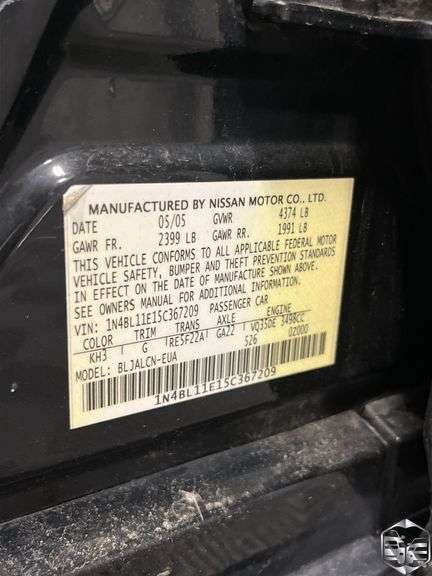 MANUFACTURED BY NISSAN MOTOR CO., LTD.
DATE 05/05 GVWR 4374 LB
GAWR FR. 2399 LB GAWR RR. 1991 LB
THIS VEHICLE CONFORMS TO ALL APPLICABLE FEDERAL MOTOR
VEHICLE SAFETY, BUMPER AND THEFT PREVENTION STANDARDS
IN EFFECT ON THE DATE OF MANUFACTURE SHOWN ABOVE.
SEE OWNERS MANUAL FOR ADDITIONAL INFORMATION.
VIN: 1N4BL11E15C367209 PASSENGER CAR
COLOR TRIM TRANS AXLE ENGINE
KH3 G RE5F22A GA22 VQ35DE 3498CC
MODEL: BLJALCN-EUA 526 02000
1N4BL11E15C367209